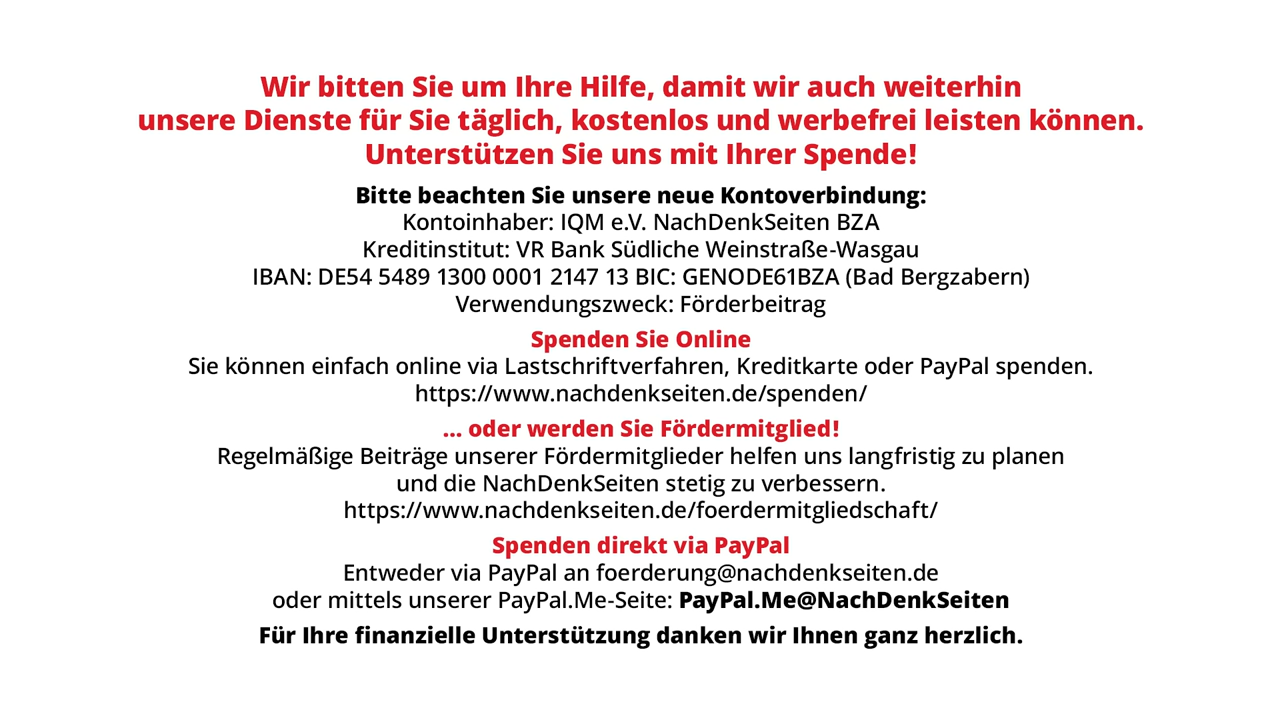 Wir bitten Sie um Ihre Hilfe, damit wir auch weiterhin
unsere Dienste für Sie täglich, kostenlos und werbefrei leisten können.
Unterstützen Sie uns mit Ihrer Spende!
Bitte beachten Sie unsere neue Kontoverbindung:
Kontoinhaber: IQM e.V. NachDenkSeiten BZA
Kreditinstitut: VR Bank Südliche Weinstraße-Wasgau
IBAN: DE54 5489 1300 0001 2147 13 BIC: GENODE61BZA (Bad Bergzabern)
Verwendungszweck: Förderbeitrag
Spenden Sie Online
Sie können einfach online via Lastschriftverfahren, Kreditkarte oder PayPal spenden.
https://www.nachdenkseiten.de/spenden/
... oder werden Sie Fördermitglied!
Regelmäßige Beiträge unserer Fördermitglieder helfen uns langfristig zu planen
und die NachDenkSeiten stetig zu verbessern.
https://www.nachdenkseiten.de/foerdermitgliedschaft/
Spenden direkt via PayPal
Entweder via PayPal an foerderung@nachdenkseiten.de
oder mittels unserer PayPal.Me-Seite: PayPal.Me@NachDenkSeiten
Für Ihre finanzielle Unterstützung danken wir Ihnen ganz herzlich.